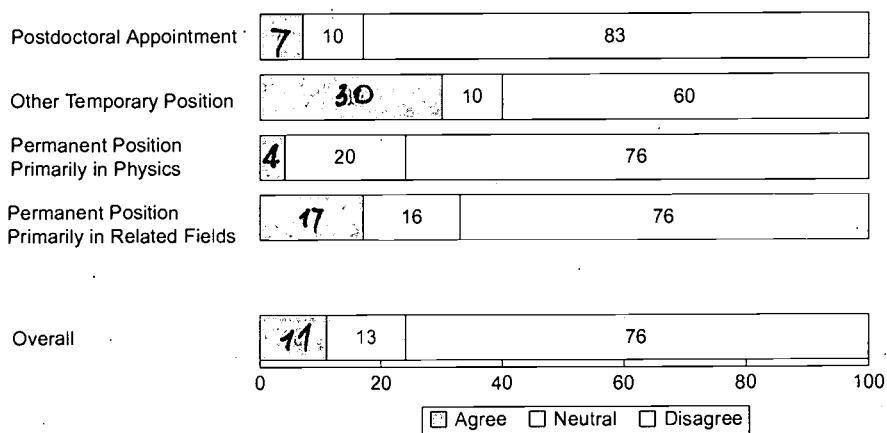 Postdoctoral Appointment 7 10 83
Other Temporary Position 30 10 60
Permanent Position
Primarily in Physics 4 20 76
Permanent Position
Primarily in Related Fields 17 16 76
Overall 11 13 76
0 20 40 60 80 100
Agree Neutral Disagree